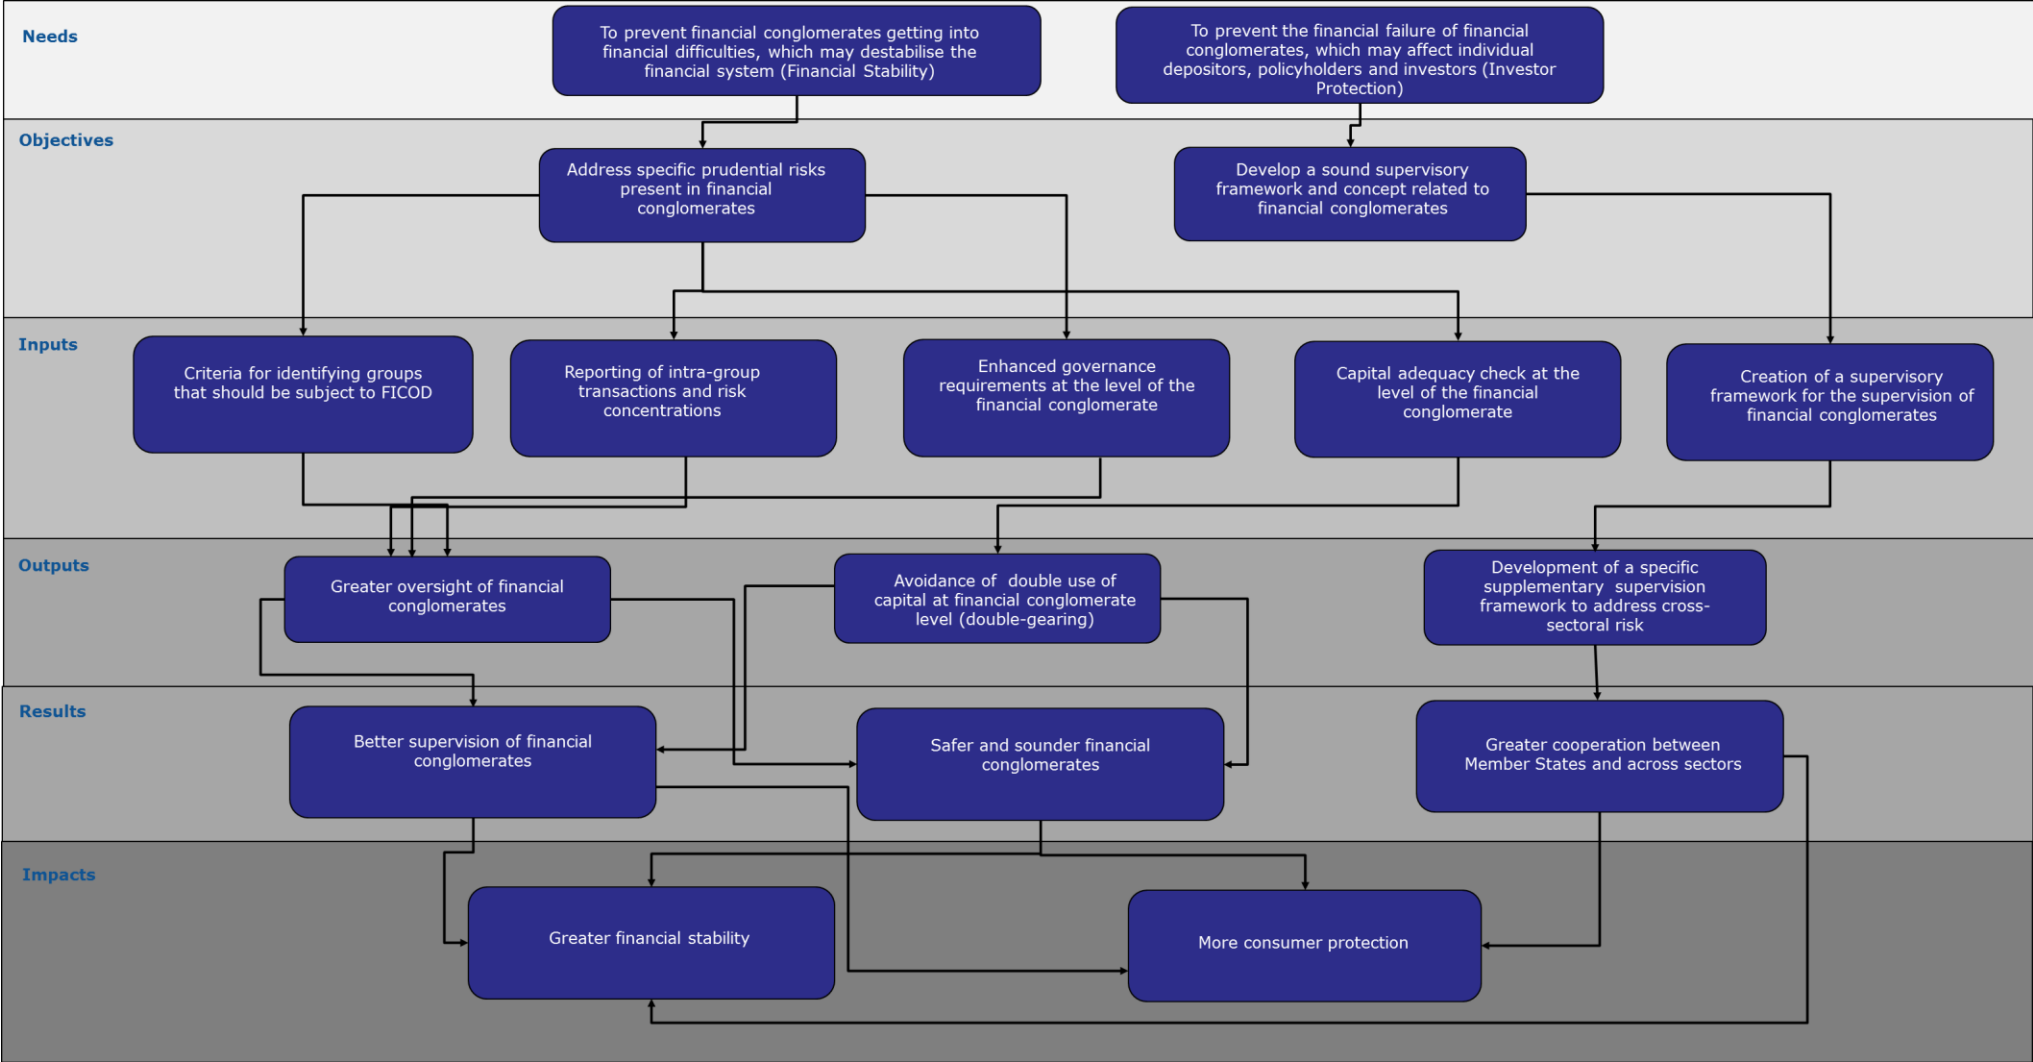 Needs
To prevent financial conglomerates getting into
financial difficulties, which may destabilise the
financial system (Financial Stability)
To prevent the financial failure of financial
conglomerates, which may affect individual
depositors, policyholders and investors (Investor
Protection)
Objectives
Address specific prudential risks
present in financial
conglomerates
Develop a sound supervisory
framework and concept related to
financial conglomerates
Inputs
Criteria for identifying groups
that should be subject to FICOD
Reporting of intra-group
transactions and risk
concentrations
Enhanced governance
requirements at the level of the
financial conglomerate
Capital adequacy check at the
level of the financial
conglomerate
Creation of a supervisory
framework for the supervision of
financial conglomerates
Outputs
Greater oversight of financial
conglomerates
Avoidance of  double use of
capital at financial conglomerate
level (double-gearing)
Development of a specific
supplementary  supervision
framework to address cross-
sectoral risk
Results
Better supervision of financial
conglomerates
Safer and sounder financial
conglomerates
Greater cooperation between
Member States and across sectors
Impacts
Greater financial stability
More consumer protection